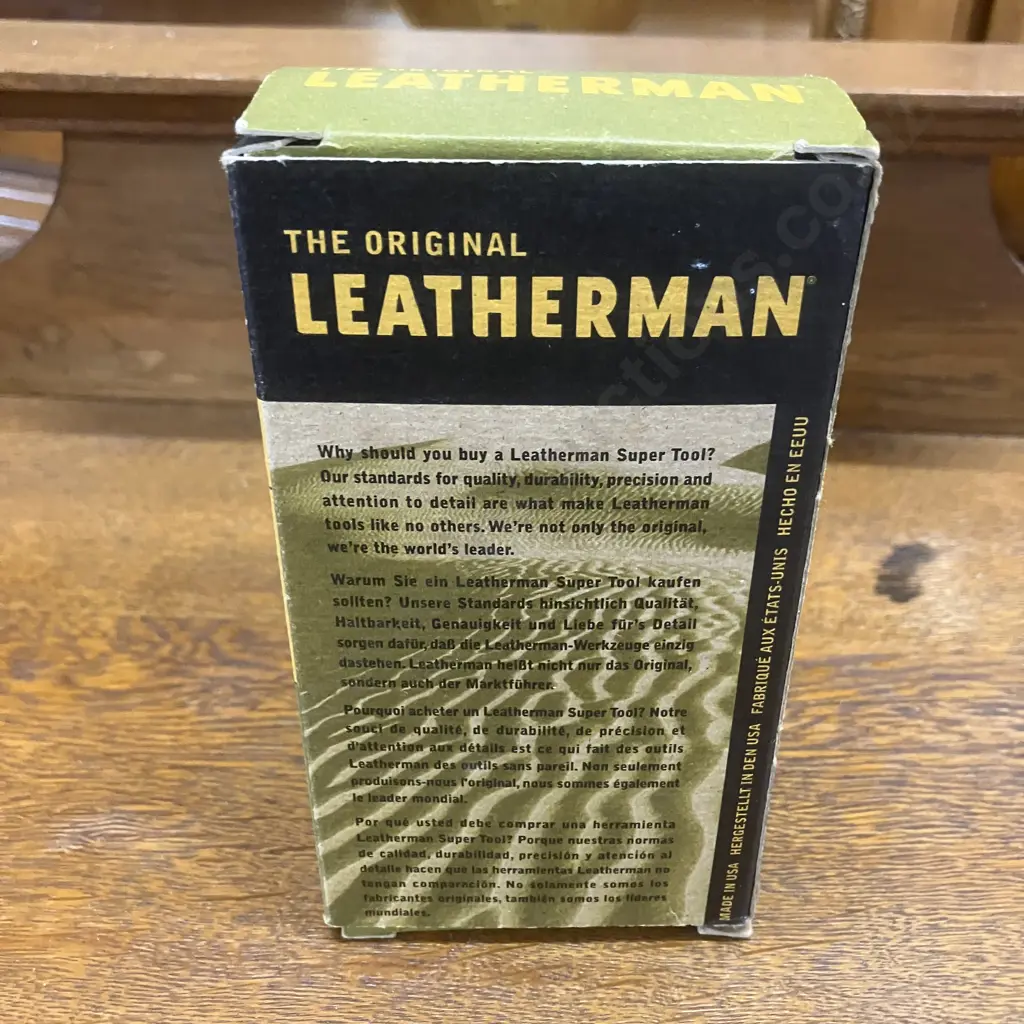 THE ORIGINAL
LEATHERMAN
THE ORIGINAL
LEATHERMAN®
Why should you buy a Leatherman Super Tool?
Our standards for quality, durability, precision and
attention to detail are what make Leatherman
tools like no others. We're not only the original,
we're the world's leader.
Warum Sie ein Leatherman Super Tool kaufen
sollten? Unsere Standards hinsichtlich Qualität,
Haltbarkeit, Genauigkeit und Liebe für's Detail
sorgen dafür, daß die Leatherman-Werkzeuge einzig
dastehen. Leatherman heißt nicht nur das Original,
sondern auch der Marktführer.
Pourquoi acheter un Leatherman Super Tool? Notre
souci de qualité, de durabilité, de précision et
d'attention aux détails est ce qui fait des outils
Leatherman des outils sans pareil. Non seulement
produisons-nous l'original, nous sommes également
le leader mondial.
Por qué usted debe comprar una herramienta
Leatherman Super Tool? Porque nuestras normas
de calidad, durabilidad, precisión y atención al
detalle hacen que las herramientas Leatherman no
tengan comparación. No solamente somos los
fabricantes originales, también somos los líderes
mundiales.
MADE IN USA HERGESTELLT IN DEN USA FABRIQUÉ AUX ÉTATS-UNIS HECHO EN EEUU